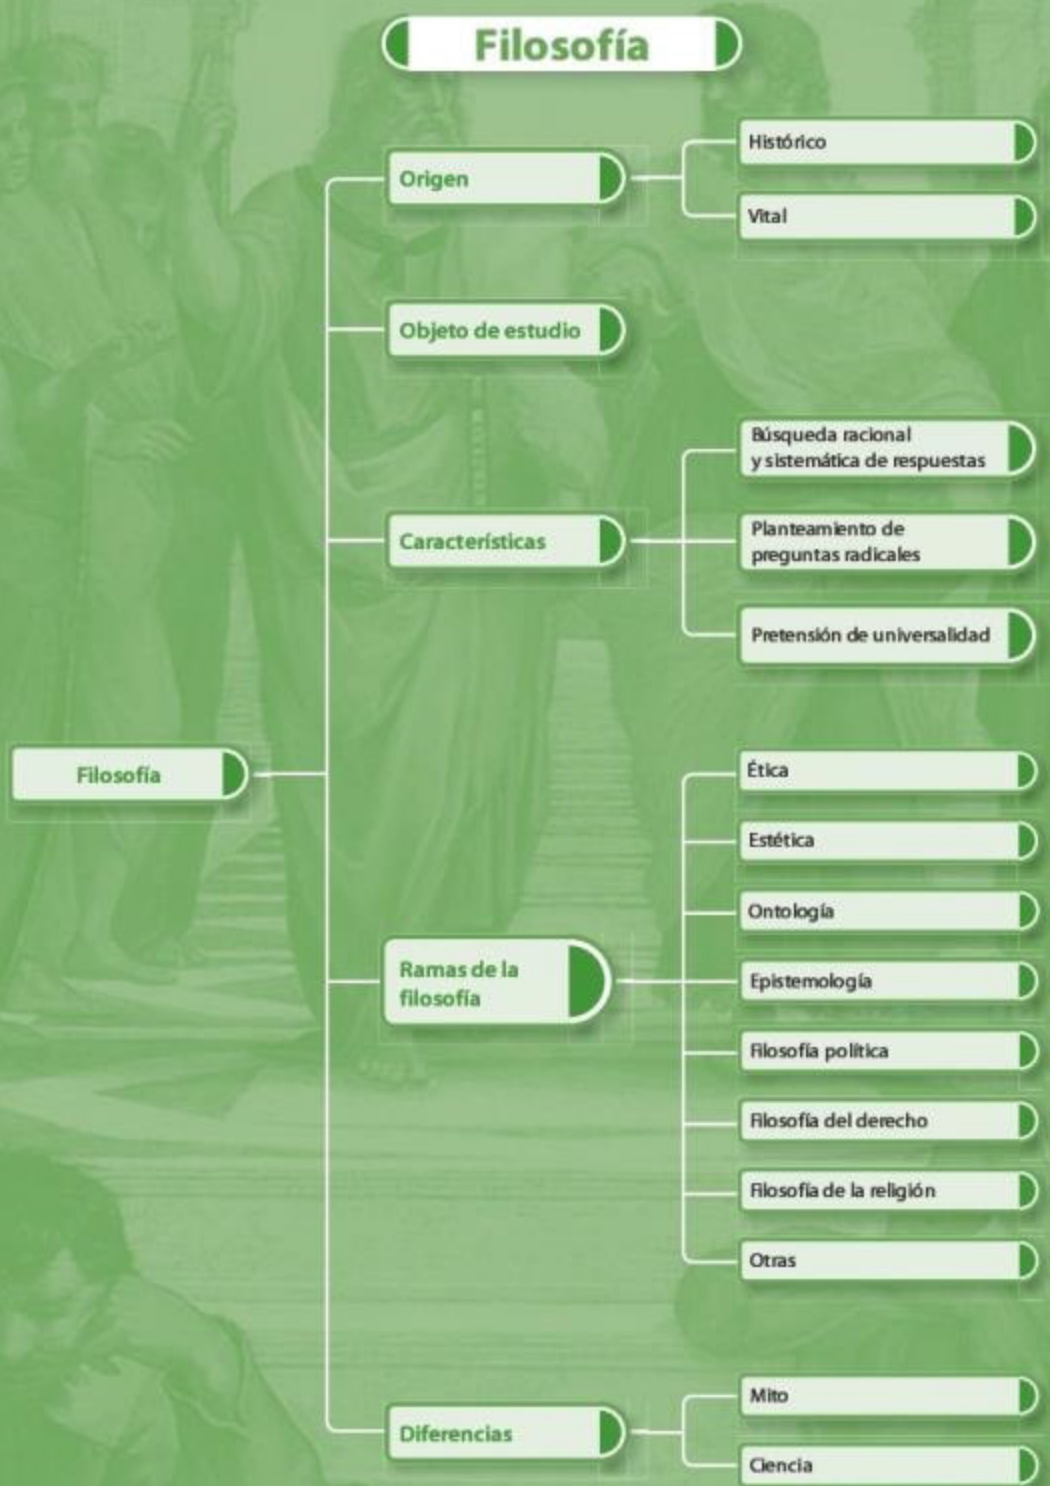 Filosofía
Filosofía
Origen
Histórico
Vital
Objeto de estudio
Características
Búsqueda racional
y sistemática de respuestas
Planteamiento de
preguntas radicales
Pretensión de universalidad
Ramas de la
filosofía
Ética
Estética
Ontología
Epistemología
Filosofía política
Filosofía del derecho
Filosofía de la religión
Otras
Diferencias
Mito
Ciencia